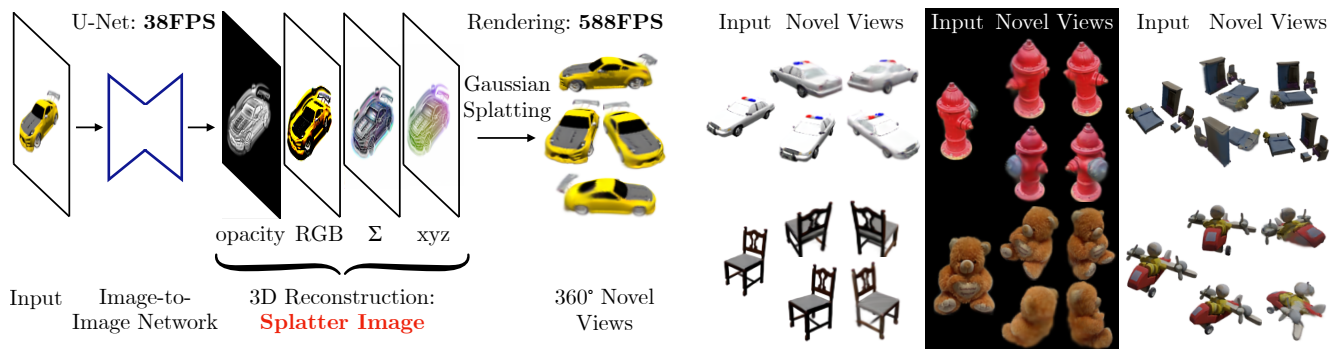 U-Net: 38FPS
Rendering: 588FPS
Gaussian
Splatting
opacity RGB Σ xyz
Input
Image-to-
Image Network
3D Reconstruction:
Splatter Image
360° Novel
Views
Input Novel Views
Input Novel Views
Input Novel Views